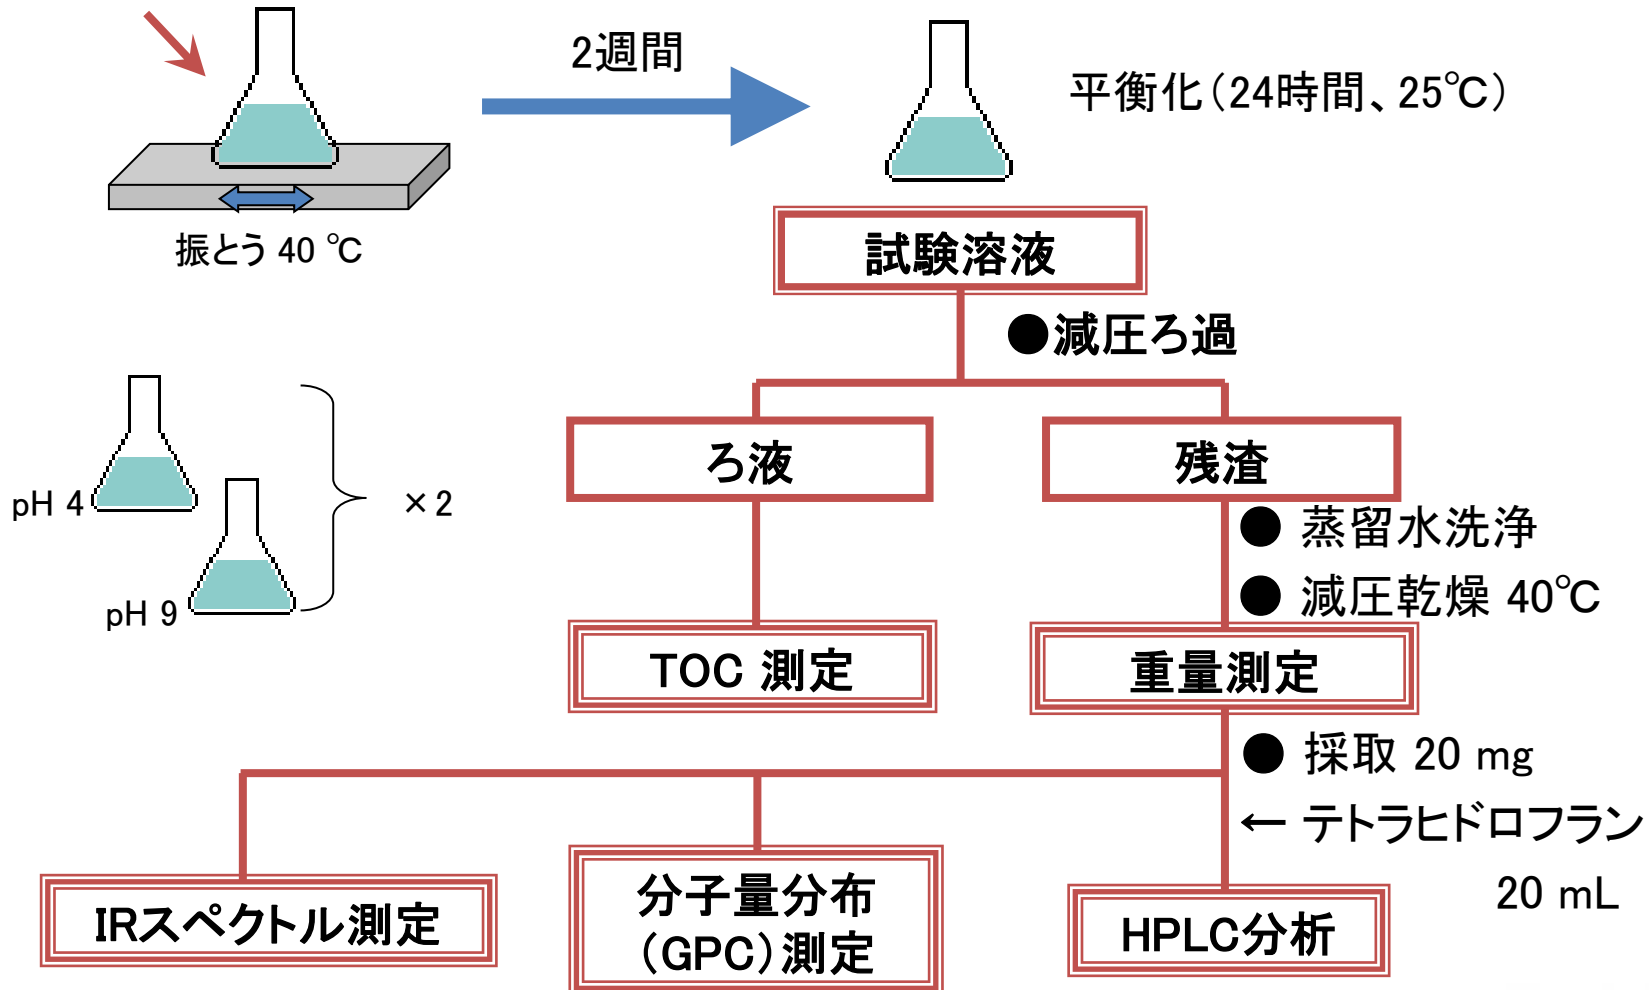 2週間
平衡化（24時間、25℃）
振とう 40 ℃
試験溶液
●減圧ろ過
pH 4
pH 9
×2
ろ液
残渣
● 蒸留水洗浄
● 減圧乾燥 40℃
TOC 測定
重量測定
● 採取 20 mg
← テトラヒドロフラン
20 mL
IRスペクトル測定
分子量分布
（GPC）測定
HPLC分析